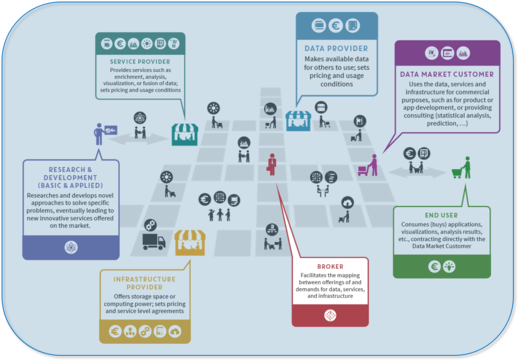 SERVICE PROVIDER
Provides services such as
enrichment, analysis,
visualization, or fusion of data;
sets pricing and usage conditions
DATA PROVIDER
Makes available data
for others to use; sets
pricing and usage
conditions
DATA MARKET CUSTOMER
Uses the data, services and
infrastructure for commercial
purposes, such as for product or
app development, or providing
consulting (statistical analysis,
prediction, ...)
RESEARCH &
DEVELOPMENT
(BASIC & APPLIED)
Researches and develops novel
approaches to solve specific
problems, eventually leading to
new innovative services offered
on the market.
END USER
Consumes (buys) applications,
visualizations, analysis results,
etc., contracting directly with the
Data Market Customer
INFRASTRUCTURE
PROVIDER
Offers storage space or
computing power; sets pricing
and service level agreements
BROKER
Facilitates the mapping
between offerings of and
demands for data, services,
and infrastructure